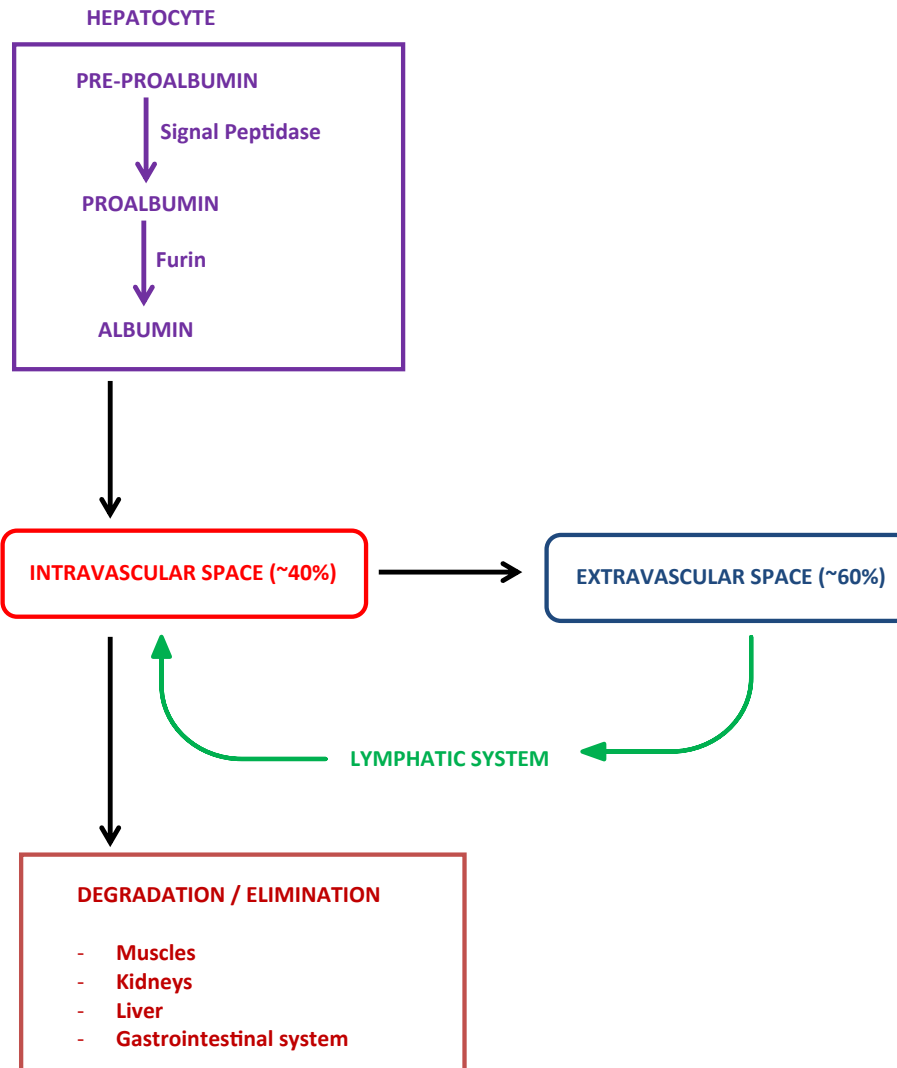 HEPATOCYTE
PRE-PROALBUMIN
Signal Peptidase
PROALBUMIN
Furin
ALBUMIN
INTRAVASCULAR SPACE (~40%)
EXTRAVASCULAR SPACE (~60%)
LYMPHATIC SYSTEM
DEGRADATION / ELIMINATION
- Muscles
- Kidneys
- Liver
- Gastrointestinal system